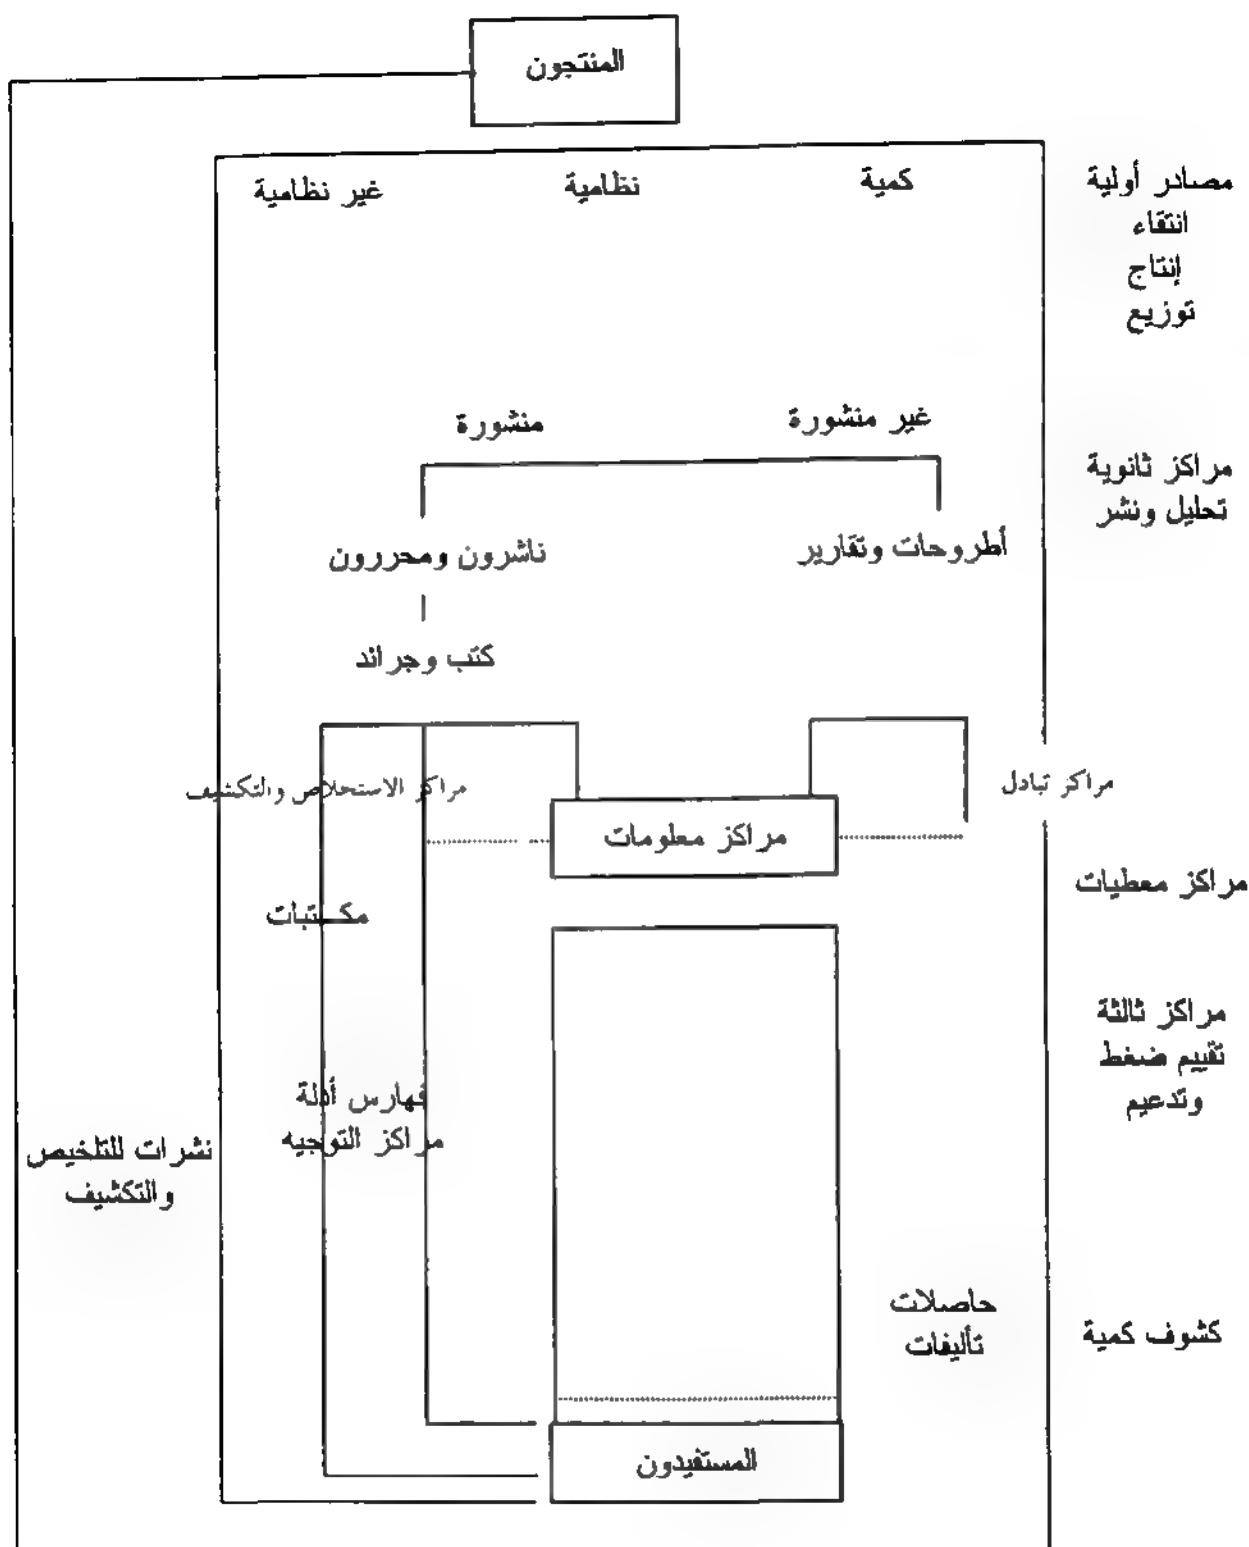 المنتجون
مصادر أولية
انتقاء
إنتاج
توزيع
كمية
نظامية
غير نظامية
غير منشورة
منشورة
مراكز ثانوية
تحليل ونشر
أطروحات وتقارير
ناشرون ومحررون
كتب وجرائد
مراكز تبادل
مراكز معلومات
مراكز الاستخلاص والتكشيف
مراكز معطيات
مكتبات
مراكز ثالثة
تقييم ضغط
وتدعيم
فهارس أدلة
مراكز التوجيه
نشرات للتلخيص
والتكشيف
كشوف كمية
حاصلات
تأليفات
المستفيدون